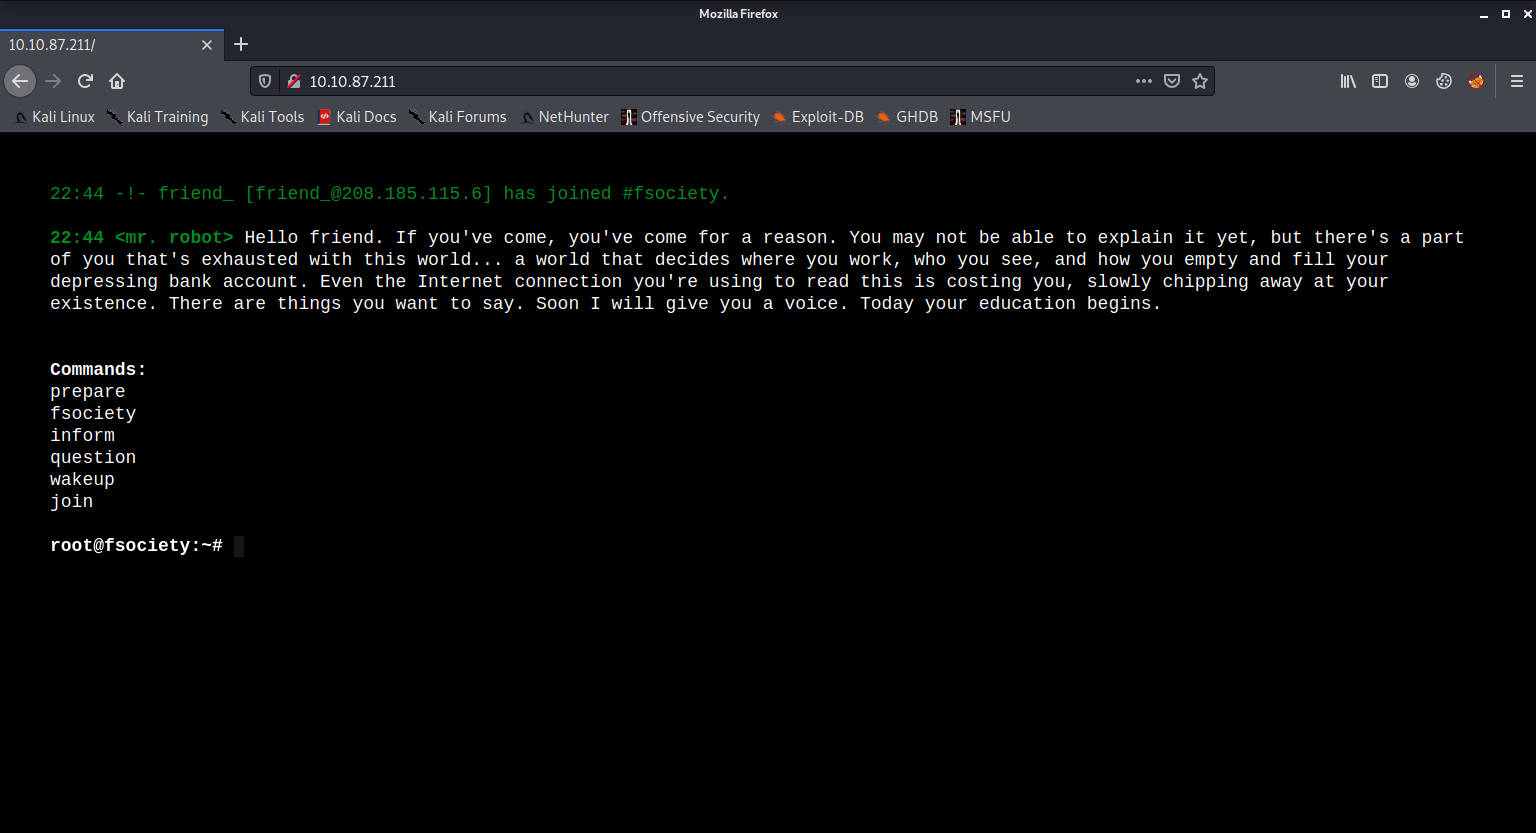 Mozilla Firefox
10.10.87.211/
10.10.87.211
Kali Linux Kali Training Kali Tools Kali Docs Kali Forums NetHunter Offensive Security Exploit-DB GHDB MSFU
22:44 -!- friend_ [friend_@208.185.115.6] has joined #fsociety.
22:44 <mr. robot> Hello friend. If you've come, you've come for a reason. You may not be able to explain it yet, but there's a part
of you that's exhausted with this world... a world that decides where you work, who you see, and how you empty and fill your
depressing bank account. Even the Internet connection you're using to read this is costing you, slowly chipping away at your
existence. There are things you want to say. Soon I will give you a voice. Today your education begins.
Commands:
prepare
fsociety
inform
question
wakeup
join
root@fsociety:~#